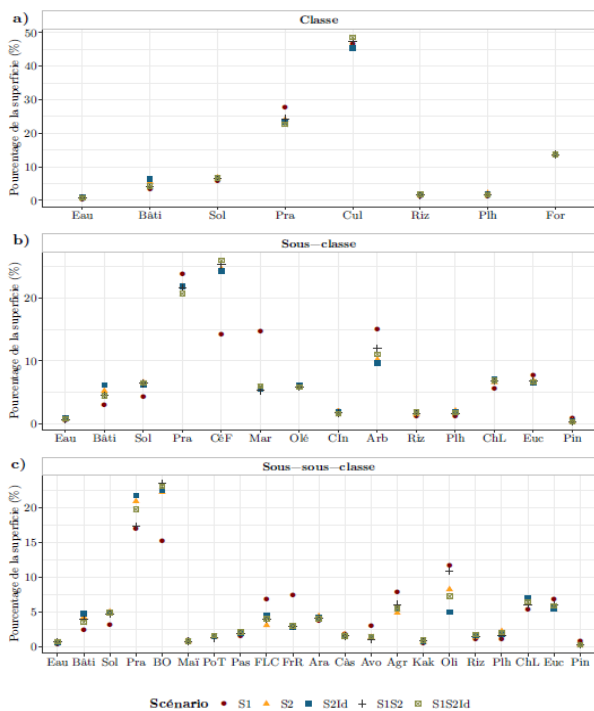 a)
Classe
Pourcentage de la superficie (%)
50
40
30
20
10
0
Eau Bâti Sol Pra Cul Riz Plh For
b)
Sous—classe
Pourcentage de la superficie (%)
20
10
0
Eau Bâti Sol Pra CéF Mar Olé CIn Arb Riz Plh ChL Euc Pin
c)
Sous—sous—classe
Pourcentage de la superficie (%)
20
15
10
5
0
Eau Bâti Sol Pra BO Maï PoT Pas FLC FrR Ara Càs Avo Agr Kak Oli Riz Plh ChL Euc Pin
Scénario S1 S2 S2Id S1S2 S1S2Id